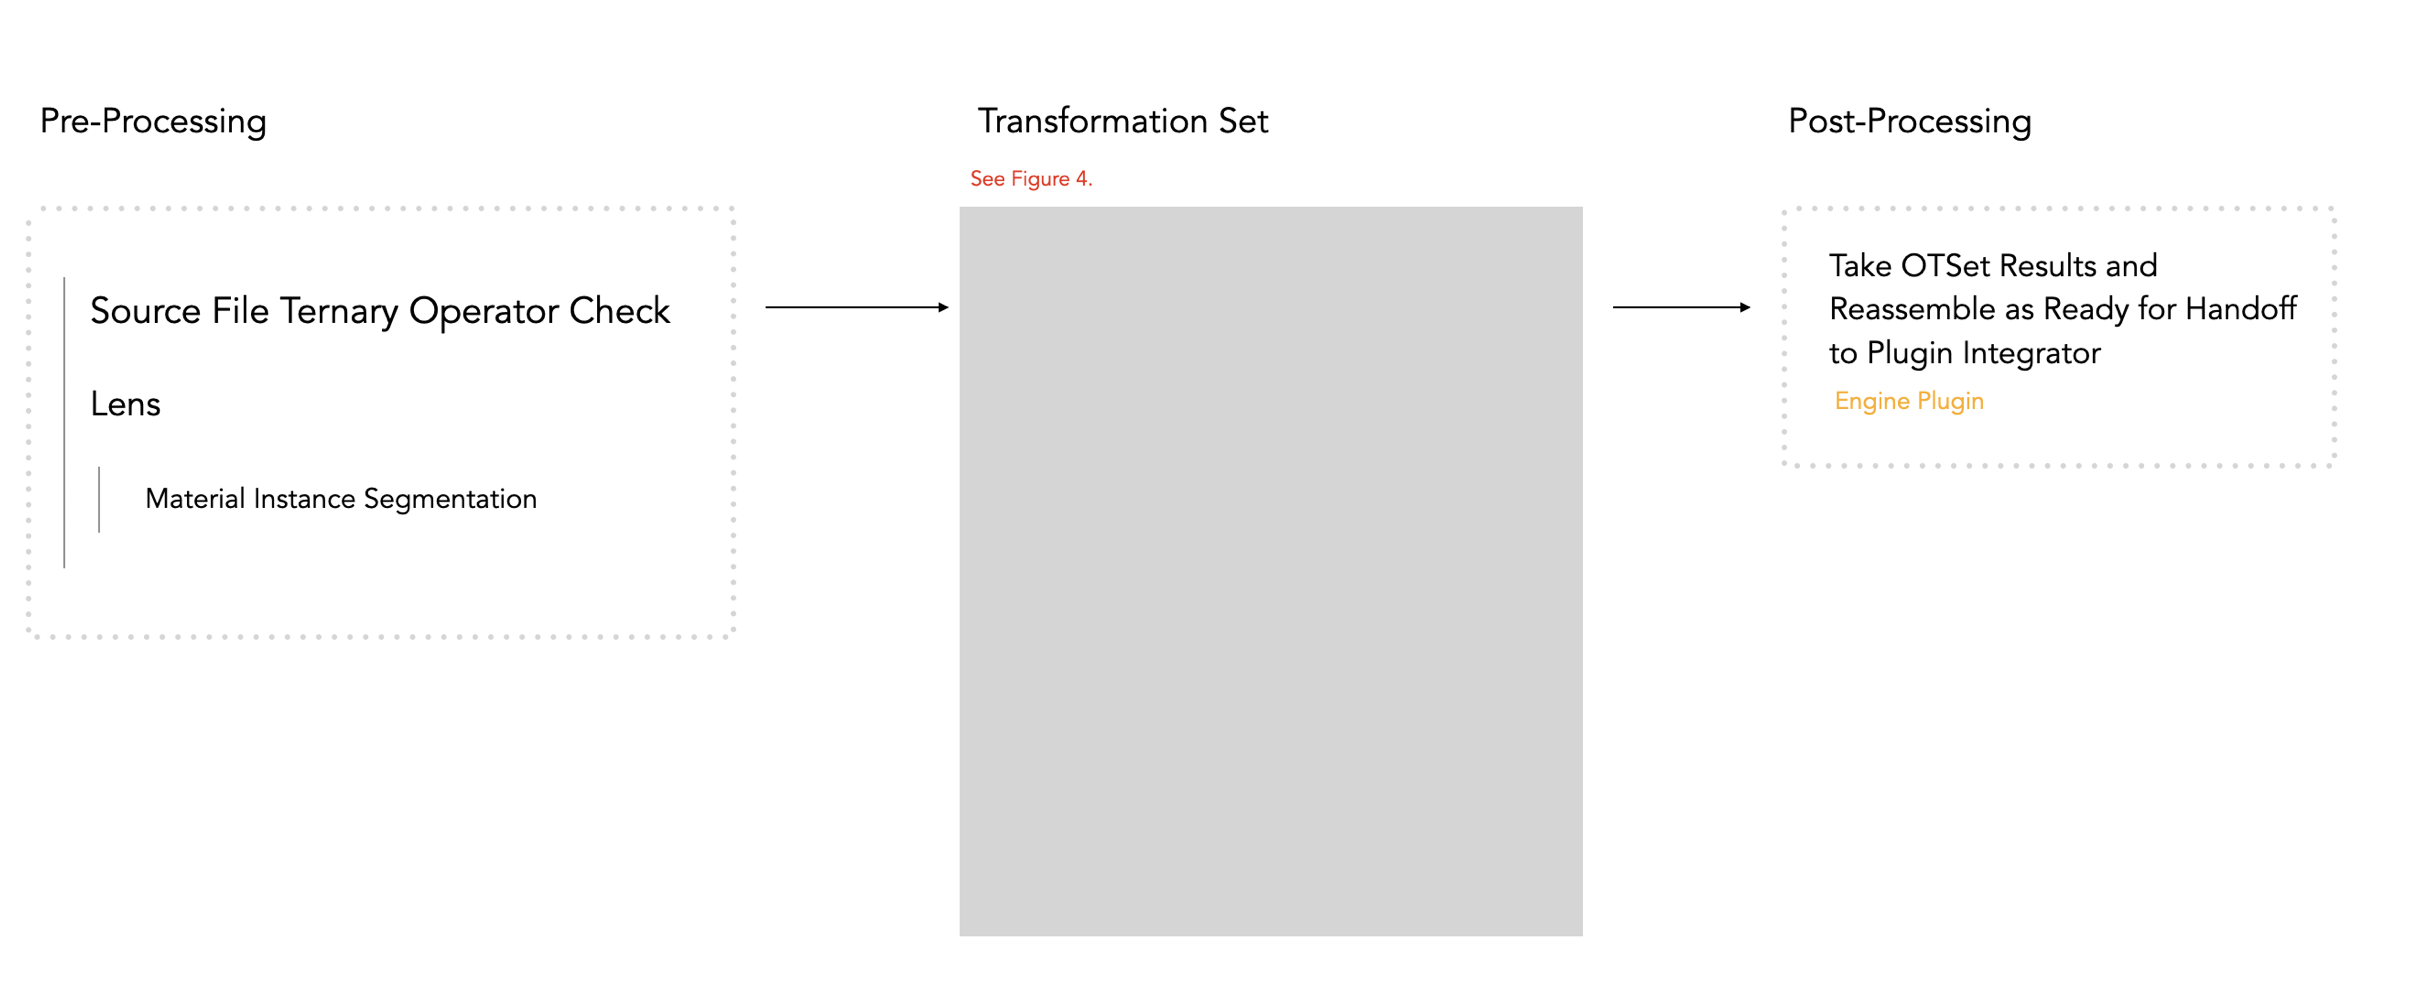 Pre-Processing
Source File Ternary Operator Check
Lens
Material Instance Segmentation
Transformation Set
See Figure 4.
Post-Processing
Take OTSet Results and
Reassemble as Ready for Handoff
to Plugin Integrator
Engine Plugin